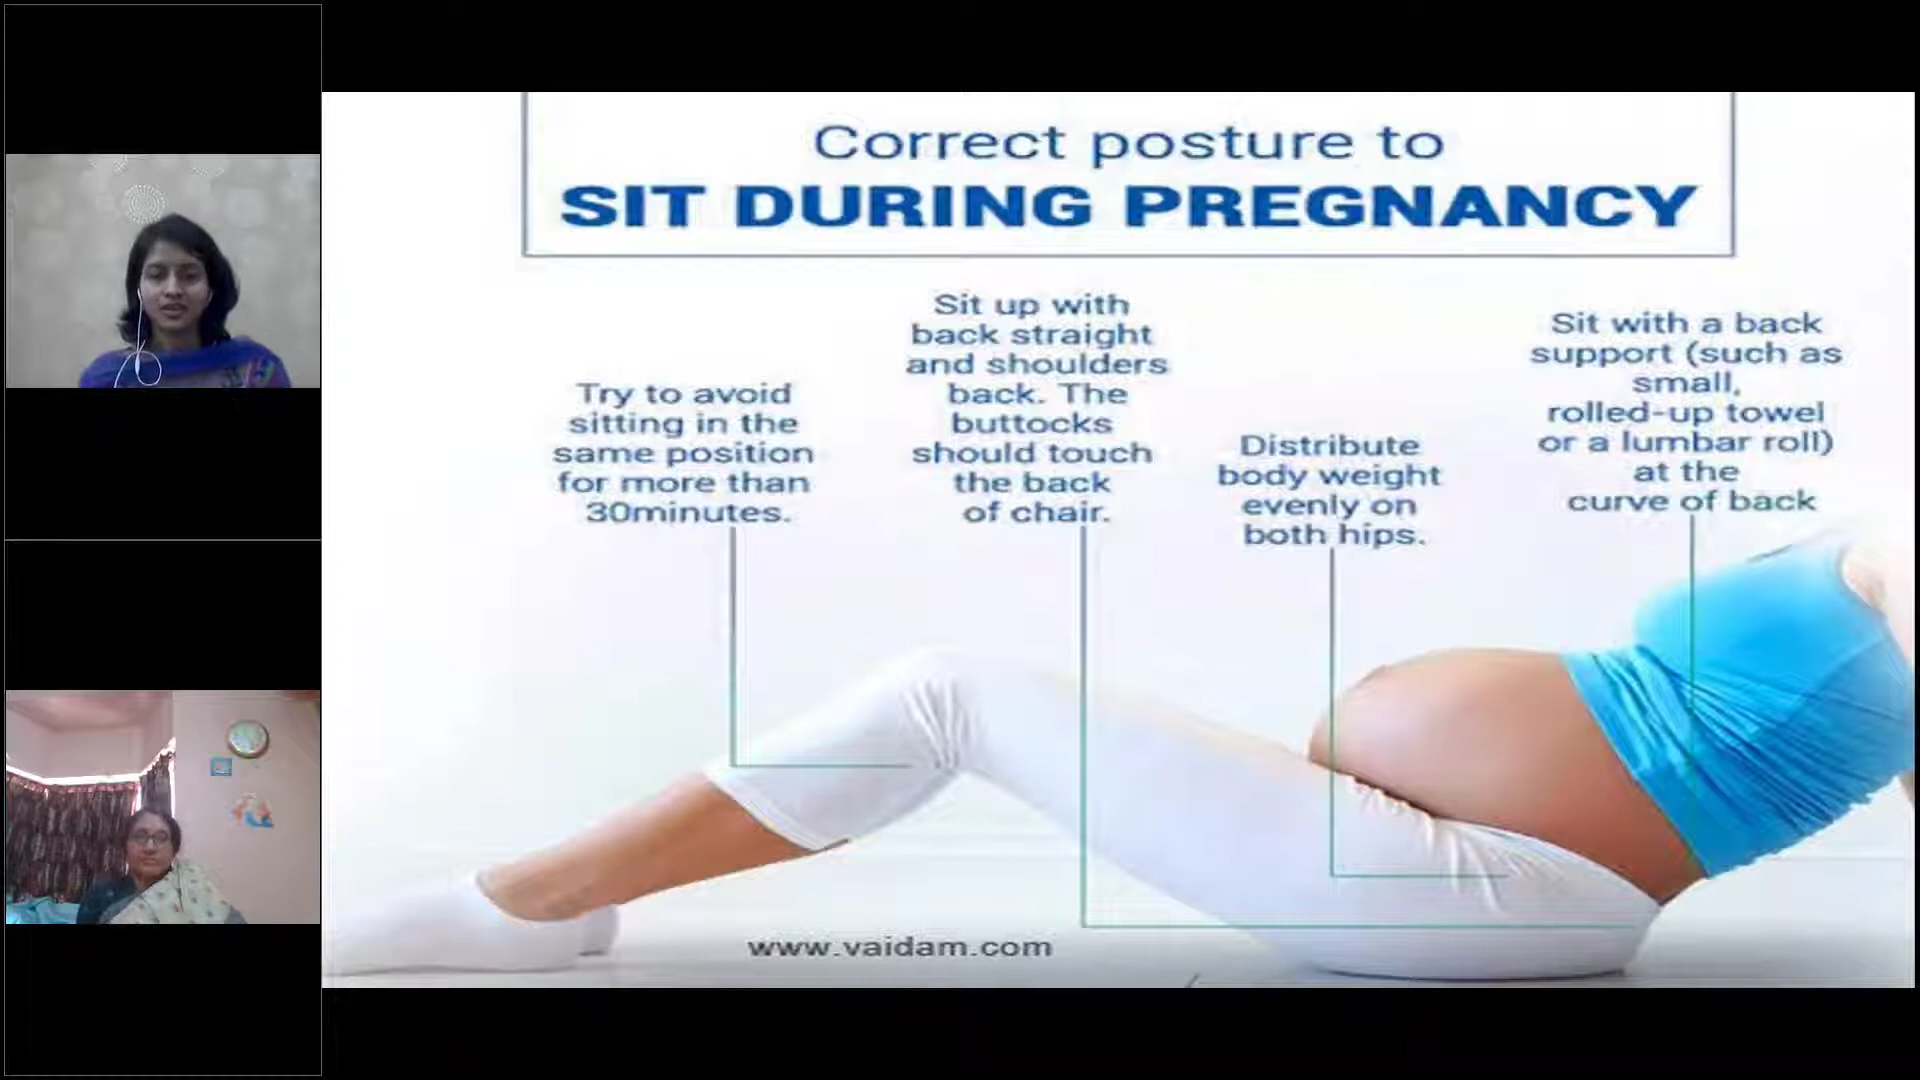 Correct posture to
SIT DURING PREGNANCY
Try to avoid
sitting in the
same position
for more than
30minutes.
Sit up with
back straight
and shoulders
back. The
buttocks
should touch
the back
of chair.
Distribute
body weight
evenly on
both hips.
Sit with a back
support (such as
small,
rolled-up towel
or a lumbar roll)
at the
curve of back
www.vaidam.com